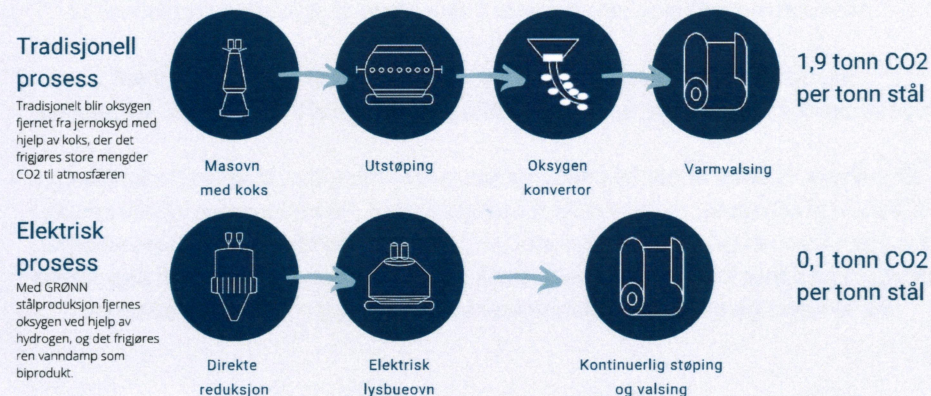 Tradisjonell
prosess
Tradisjonelt blir oksygen
fjernet fra jernoksyd med
hjelp av koks, der det
frigjøres store mengder
CO2 til atmosfæren
Masovn
med koks
Utstøping
Oksygen
konvertor
Varmvalsing
1,9 tonn CO2
per tonn stål
Elektrisk
prosess
Med GRØNN
stålproduksjon fjernes
oksygen ved hjelp av
hydrogen, og det frigjøres
ren vanndamp som
biprodukt.
Direkte
reduksjon
Elektrisk
lysbueovn
Kontinuerlig støping
og valsing
0,1 tonn CO2
per tonn stål